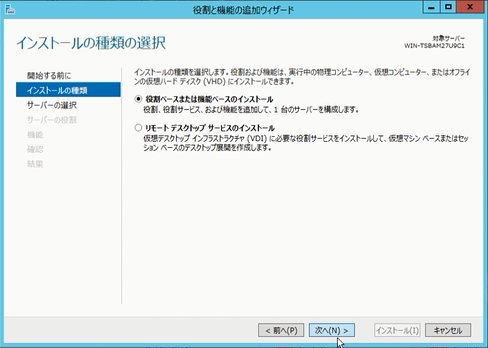 役割と機能の追加ウィザード
インストールの種類の選択
対象サーバー
WIN-TSBAM27U9C1
開始する前に
インストールの種類
サーバーの選択
サーバーの役割
機能
確認
結果
インストールの種類を選択します。役割および機能は、実行中の物理コンピューター、仮想コンピューター、またはオフライン
の仮想ハード ディスク (VHD) にインストールできます。
役割ベースまたは機能ベースのインストール
役割、役割サービス、および機能を追加して、1 台のサーバーを構成します。
リモート デスクトップ サービスのインストール
仮想デスクトップ インフラストラクチャ (VDI) に必要な役割サービスをインストールして、仮想マシン ベースまたはセッ
ション ベースのデスクトップ展開を作成します。
< 前へ(P)
次へ(N) >
インストール(I)
キャンセル